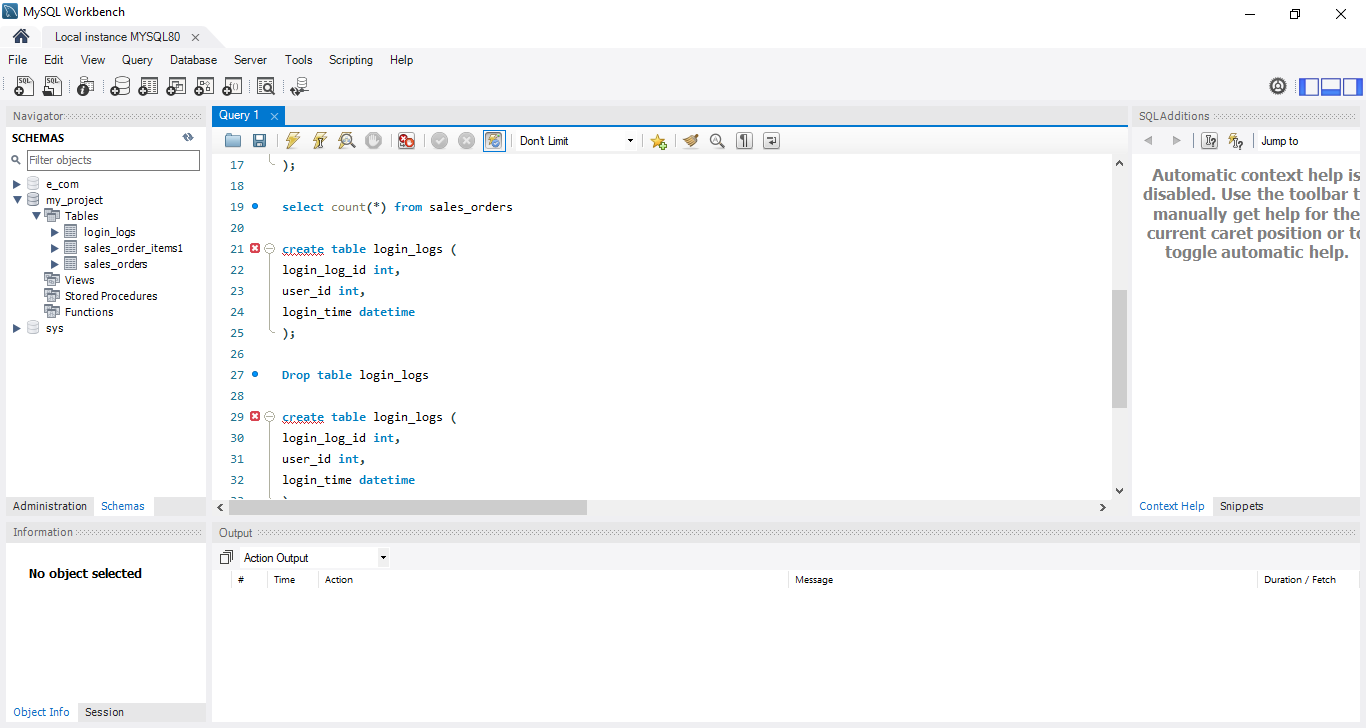 MySQL Workbench
Local instance MYSQL80
File Edit View Query Database Server Tools Scripting Help
Navigator
SCHEMAS
Filter objects
e_com
my_project
Tables
login_logs
sales_order_items1
sales_orders
Views
Stored Procedures
Functions
sys
Administration Schemas
Information
No object selected
Object Info Session
Query 1
Don't Limit
17 );
18
19 select count(*) from sales_orders
20
21 create table login_logs (
22 login_log_id int,
23 user_id int,
24 login_time datetime
25 );
26
27 Drop table login_logs
28
29 create table login_logs (
30 login_log_id int,
31 user_id int,
32 login_time datetime
Output
Action Output
# Time Action Message Duration / Fetch
SQLAdditions
Jump to
Automatic context help is
disabled. Use the toolbar t
manually get help for the
current caret position or to
toggle automatic help.
Context Help Snippets